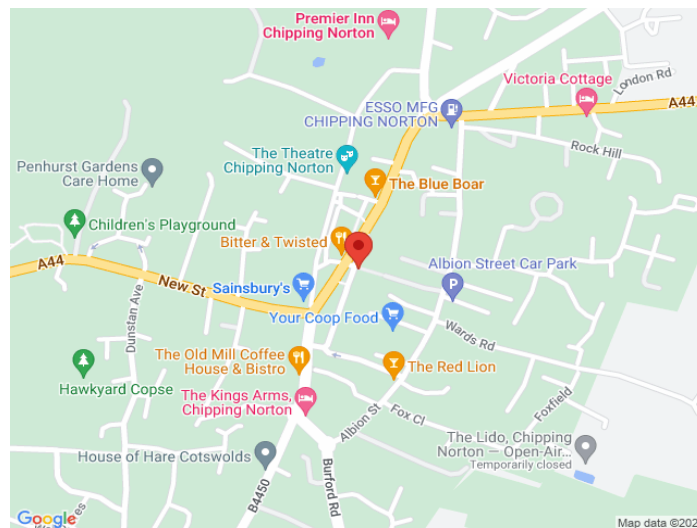 Premier Inn
Chipping Norton
London Rd
Victoria Cottage
A44
ESSO MFG
CHIPPING NORTON
Rock Hill
The Theatre
Chipping Norton
Penhurst Gardens
Care Home
The Blue Boar
Children's Playground
Bitter & Twisted
A44
New St
Albion Street Car Park
P
Sainsbury's
Dunstan Ave
Your Coop Food
Wards Rd
The Old Mill Coffee
House & Bistro
The Red Lion
Hawkyard Copse
The Kings Arms,
Chipping Norton
Fox Cl
Foxfield
Albion St
The Lido, Chipping
Norton — Open-Air...
Temporarily closed
House of Hare Cotswolds
Burford Rd
B4450
Google
Map data ©202